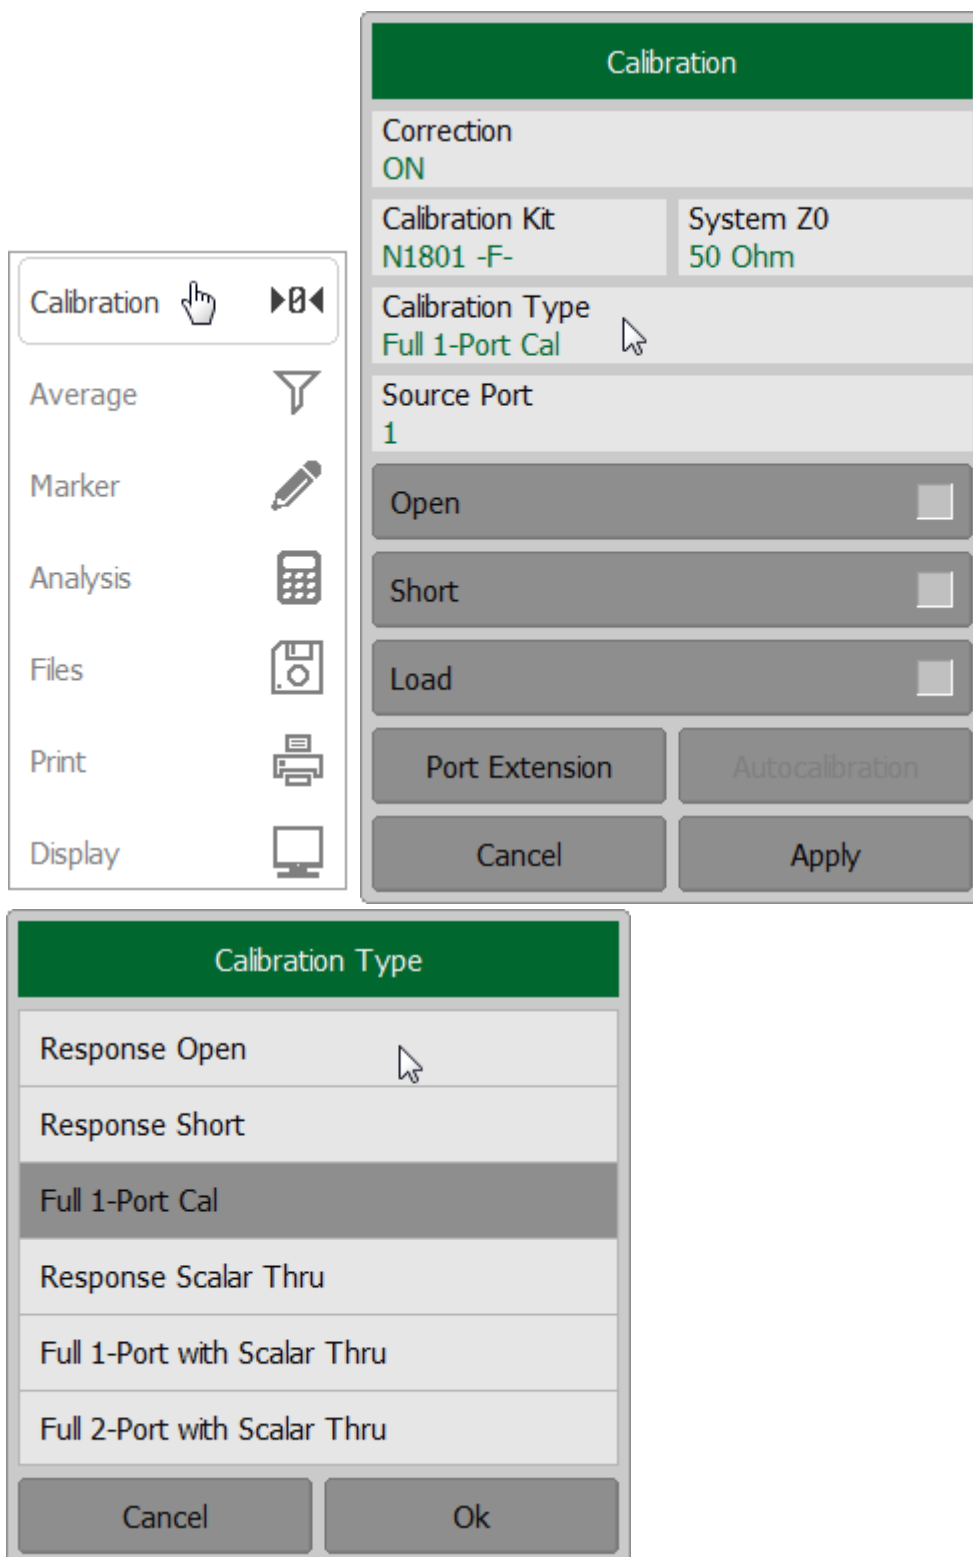 Calibration
Average
Marker
Analysis
Files
Print
Display
Calibration
Correction
ON
Calibration Kit
N1801 -F-
System Z0
50 Ohm
Calibration Type
Full 1-Port Cal
Source Port
1
Open
Short
Load
Port Extension
Autocalibration
Cancel
Apply
Calibration Type
Response Open
Response Short
Full 1-Port Cal
Response Scalar Thru
Full 1-Port with Scalar Thru
Full 2-Port with Scalar Thru
Cancel
Ok